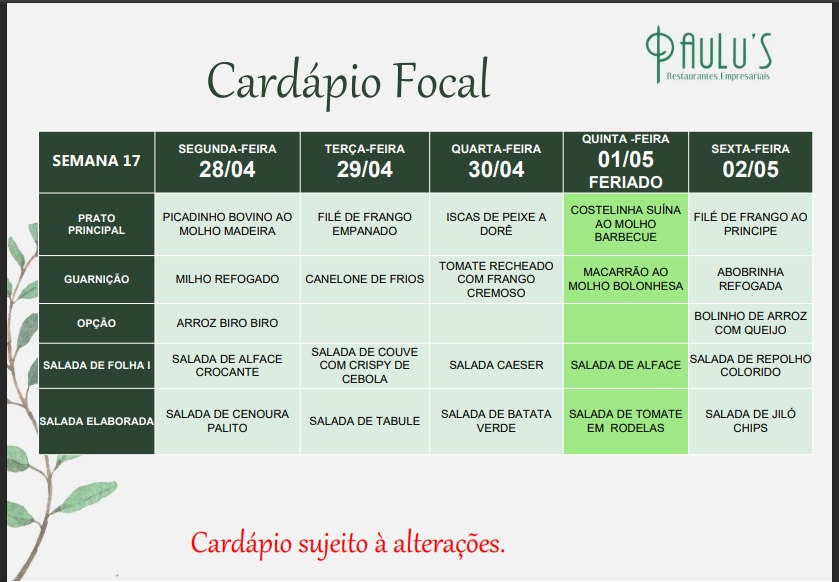 PAULU'S
Restaurantes Empresariais
Cardápio Focal
SEMANA 17
SEGUNDA-FEIRA
28/04
TERÇA-FEIRA
29/04
QUARTA-FEIRA
30/04
QUINTA -FEIRA
01/05
FERIADO
SEXTA-FEIRA
02/05
PRATO
PRINCIPAL
PICADINHO BOVINO AO
MOLHO MADEIRA
FILÉ DE FRANGO
EMPANADO
ISCAS DE PEIXE A
DORÊ
COSTELINHA SUÍNA
AO MOLHO
BARBECUE
FILÉ DE FRANGO AO
PRINCIPE
GUARNIÇÃO
MILHO REFOGADO
CANELONE DE FRIOS
TOMATE RECHEADO
COM FRANGO
CREMOSO
MACARRÃO AO
MOLHO BOLONHESA
ABOBRINHA
REFOGADA
OPÇÃO
ARROZ BIRO BIRO
BOLINHO DE ARROZ
COM QUEIJO
SALADA DE FOLHA I
SALADA DE ALFACE
CROCANTE
SALADA DE COUVE
COM CRISPY DE
CEBOLA
SALADA CAESER
SALADA DE ALFACE
SALADA DE REPOLHO
COLORIDO
SALADA ELABORADA
SALADA DE CENOURA
PALITO
SALADA DE TABULE
SALADA DE BATATA
VERDE
SALADA DE TOMATE
EM RODELAS
SALADA DE JILÓ
CHIPS
Cardápio sujeito à alterações.